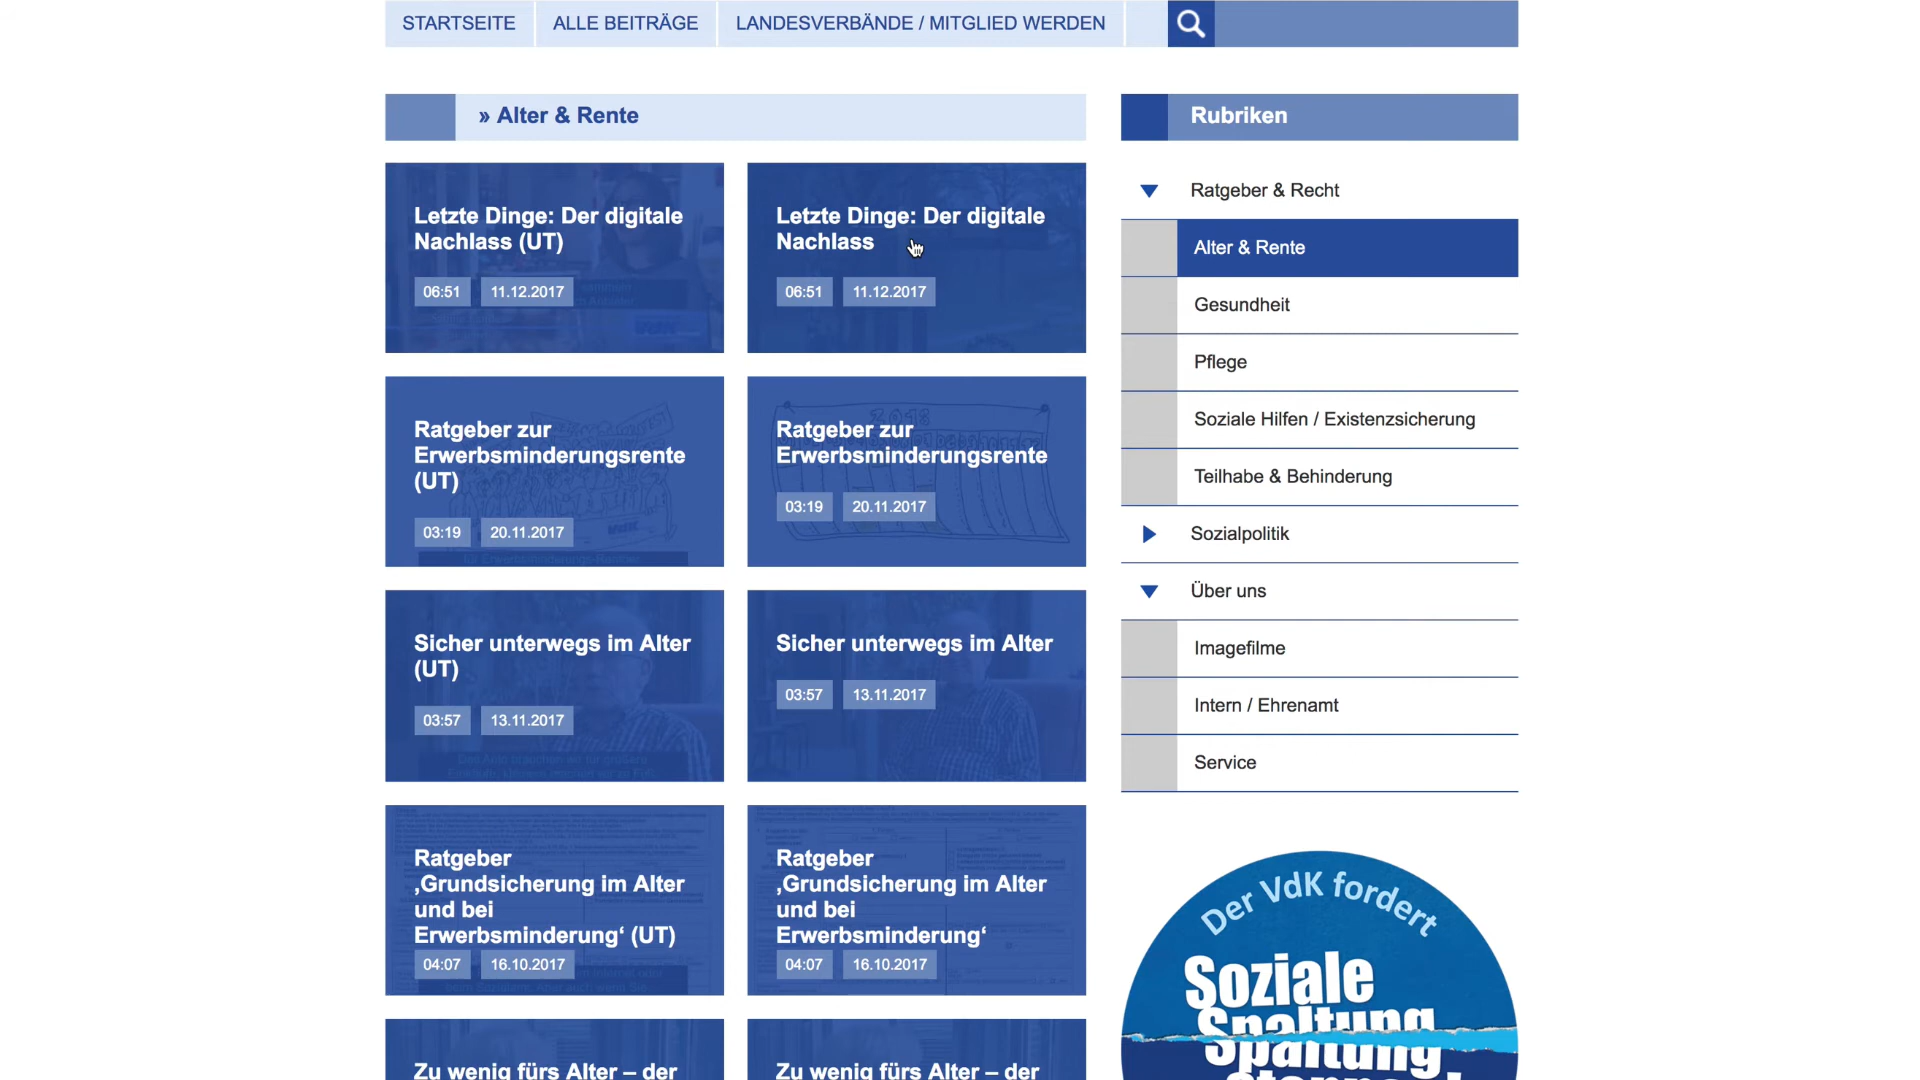 STARTSEITE
ALLE BEITRÄGE
LANDESVERBÄNDE / MITGLIED WERDEN
» Alter & Rente
Letzte Dinge: Der digitale
Nachlass (UT)
06:51 11.12.2017
Letzte Dinge: Der digitale
Nachlass
06:51 11.12.2017
Ratgeber zur
Erwerbsminderungsrente
(UT)
03:19 20.11.2017
Ratgeber zur
Erwerbsminderungsrente
03:19 20.11.2017
Sicher unterwegs im Alter
(UT)
03:57 13.11.2017
Sicher unterwegs im Alter
03:57 13.11.2017
Ratgeber
‚Grundsicherung im Alter
und bei
Erwerbsminderung‘ (UT)
04:07 16.10.2017
Ratgeber
‚Grundsicherung im Alter
und bei
Erwerbsminderung‘
04:07 16.10.2017
Zu wenig fürs Alter – der
Zu wenig fürs Alter – der
Rubriken
Ratgeber & Recht
Alter & Rente
Gesundheit
Pflege
Soziale Hilfen / Existenzsicherung
Teilhabe & Behinderung
Sozialpolitik
Über uns
Imagefilme
Intern / Ehrenamt
Service
Der VdK fordert
Soziale
Spaltung